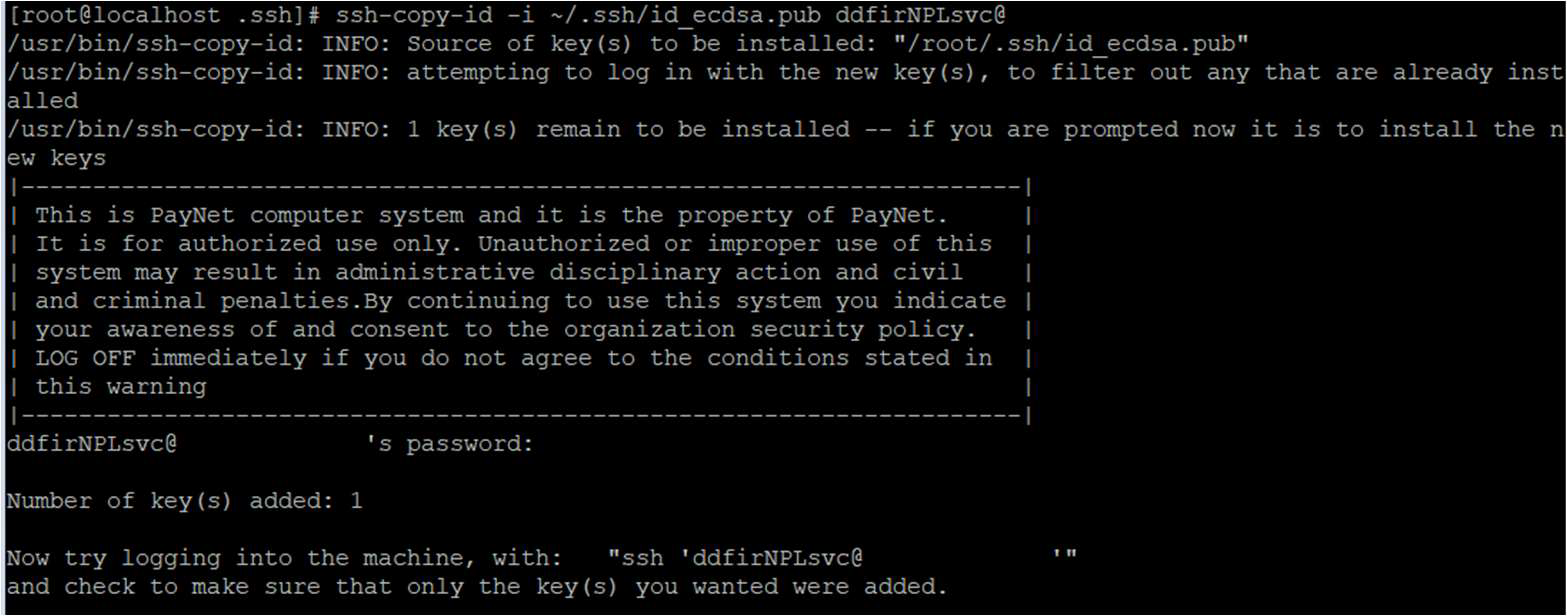 [root@localhost .ssh]# ssh-copy-id -i ~/.ssh/id_ecdsa.pub ddfirNPLsvc@
/usr/bin/ssh-copy-id: INFO: Source of key(s) to be installed: "/root/.ssh/id_ecdsa.pub"
/usr/bin/ssh-copy-id: INFO: attempting to log in with the new key(s), to filter out any that are already inst
alled
/usr/bin/ssh-copy-id: INFO: 1 key(s) remain to be installed -- if you are prompted now it is to install the n
ew keys
|----------------------------------------------------------------------|
| This is PayNet computer system and it is the property of PayNet.     |
| It is for authorized use only. Unauthorized or improper use of this  |
| system may result in administrative disciplinary action and civil    |
| and criminal penalties.By continuing to use this system you indicate |
| your awareness of and consent to the organization security policy.   |
| LOG OFF immediately if you do not agree to the conditions stated in  |
| this warning                                                         |
|----------------------------------------------------------------------|
ddfirNPLsvc@             's password:
Number of key(s) added: 1
Now try logging into the machine, with:   "ssh 'ddfirNPLsvc@             '"
and check to make sure that only the key(s) you wanted were added.